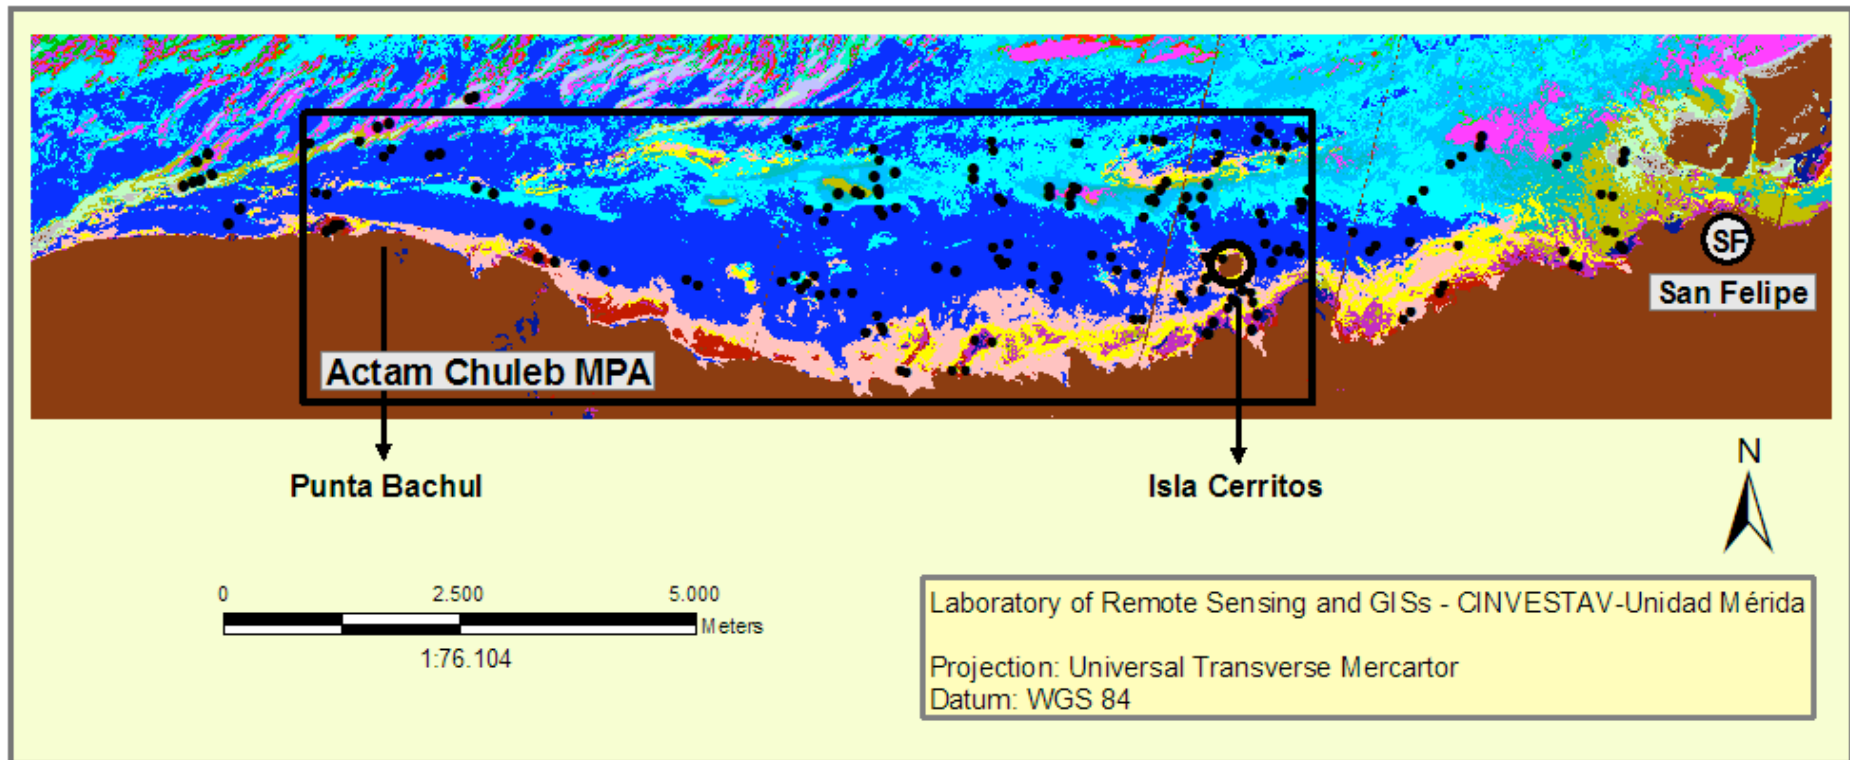 SF
San Felipe
Actam Chuleb MPA
Punta Bachul
Isla Cerritos
N
0 2.500 5.000
Meters
1:76.104
Laboratory of Remote Sensing and GISs - CINVESTAV-Unidad Mérida
Projection: Universal Transverse Mercartor
Datum: WGS 84